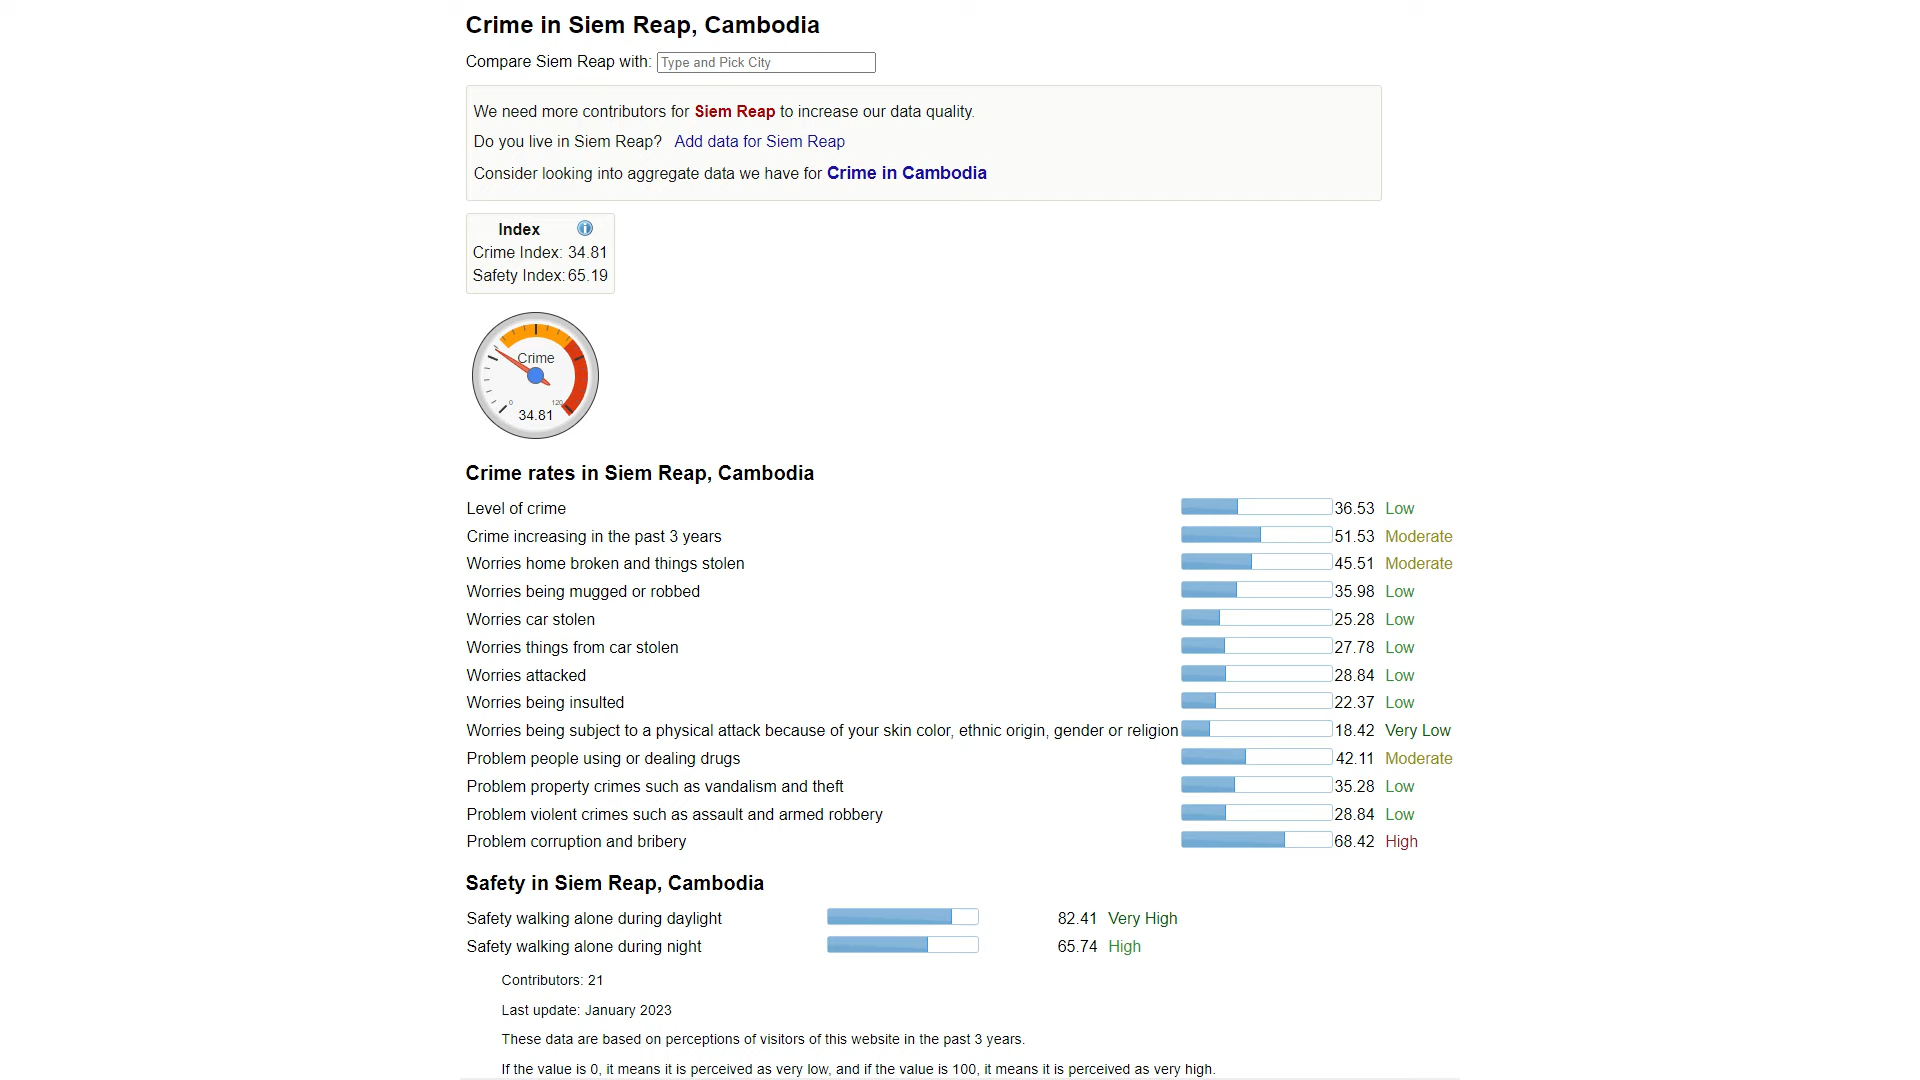 Crime in Siem Reap, Cambodia
Compare Siem Reap with: Type and Pick City
We need more contributors for Siem Reap to increase our data quality.
Do you live in Siem Reap? Add data for Siem Reap
Consider looking into aggregate data we have for Crime in Cambodia
Index i
Crime Index: 34.81
Safety Index: 65.19
Crime
0 120
34.81
Crime rates in Siem Reap, Cambodia
Level of crime 36.53 Low
Crime increasing in the past 3 years 51.53 Moderate
Worries home broken and things stolen 45.51 Moderate
Worries being mugged or robbed 35.98 Low
Worries car stolen 25.28 Low
Worries things from car stolen 27.78 Low
Worries attacked 28.84 Low
Worries being insulted 22.37 Low
Worries being subject to a physical attack because of your skin color, ethnic origin, gender or religion 18.42 Very Low
Problem people using or dealing drugs 42.11 Moderate
Problem property crimes such as vandalism and theft 35.28 Low
Problem violent crimes such as assault and armed robbery 28.84 Low
Problem corruption and bribery 68.42 High
Safety in Siem Reap, Cambodia
Safety walking alone during daylight 82.41 Very High
Safety walking alone during night 65.74 High
Contributors: 21
Last update: January 2023
These data are based on perceptions of visitors of this website in the past 3 years.
If the value is 0, it means it is perceived as very low, and if the value is 100, it means it is perceived as very high.